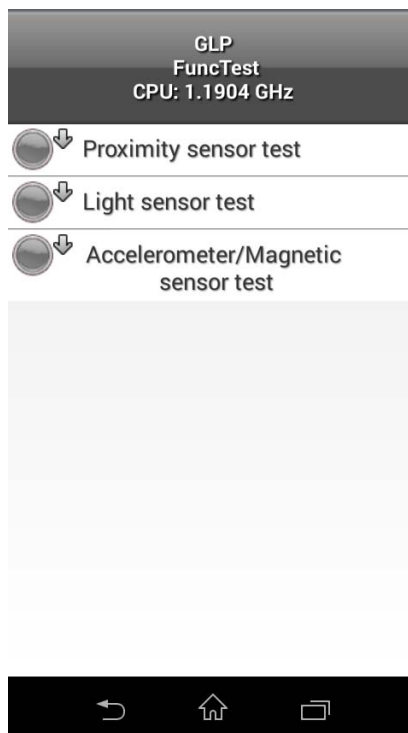 GLP
FuncTest
CPU: 1.1904 GHz
Proximity sensor test
Light sensor test
Accelerometer/Magnetic
sensor test